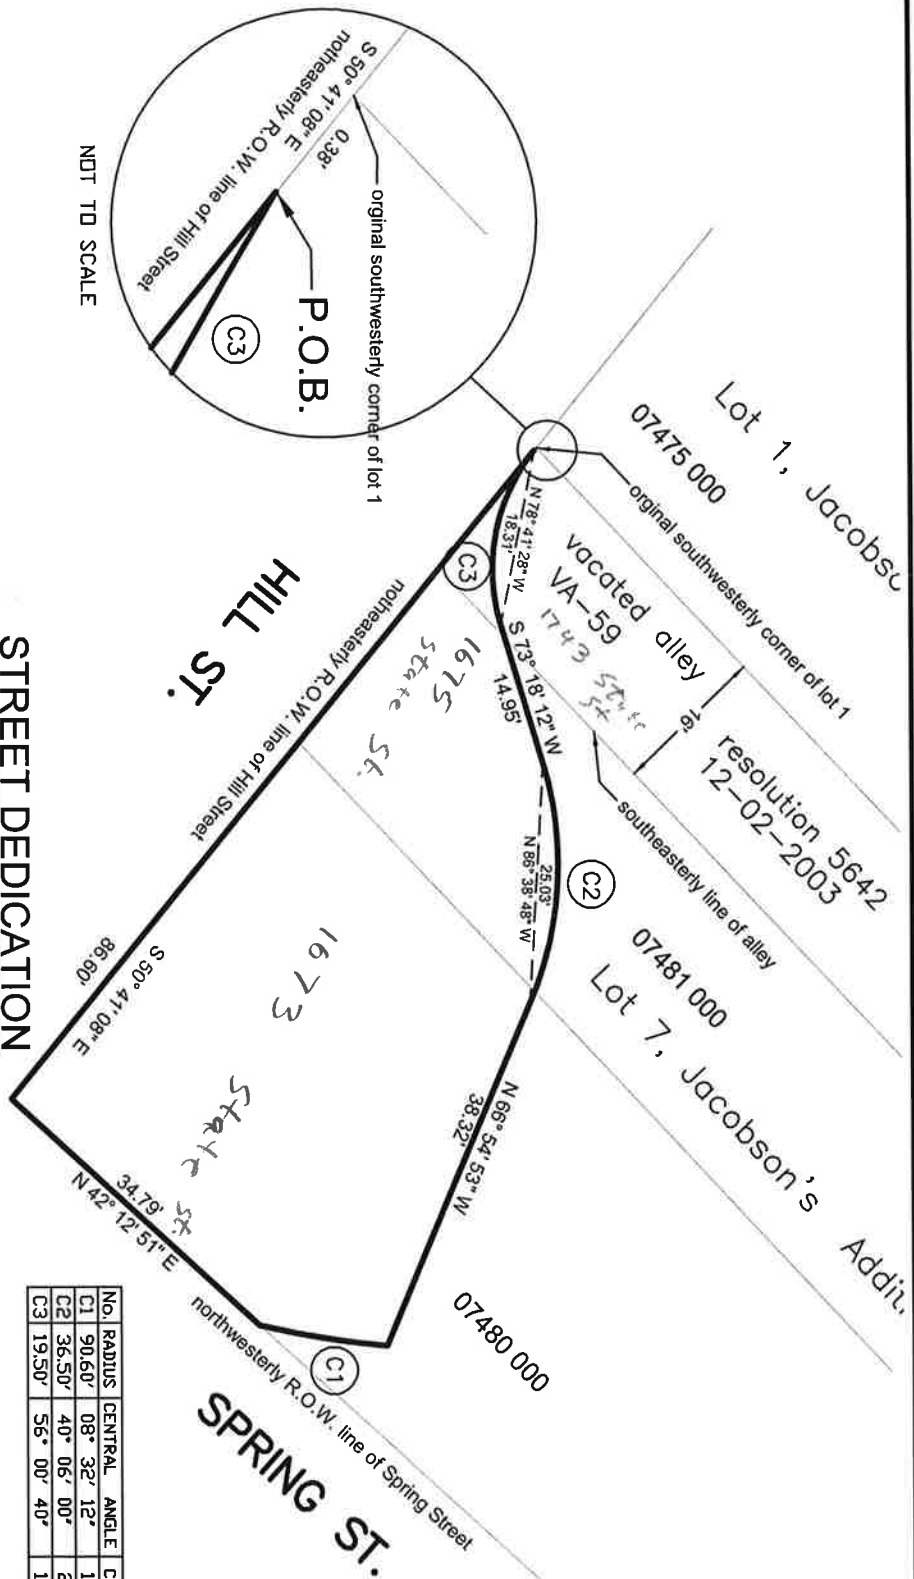 Lot 1, Jacobso
07475 000
orginal southwesterly corner of lot 1
vacated alley
VA-59
1743 State
St
16'
resolution 5642
12-02-2003
southeasterly line of alley
07481 000
Lot 7, Jacobson's Addit
07480 000
S 50° 41' 08" E
0.38'
notheasterly R.O.W. line of Hill Street
orginal southwesterly corner of lot 1
P.O.B.
C3
NOT TO SCALE
N 78° 41' 28" W
18.31'
C3
S 73° 18' 12" W
14.95'
25.03'
N 86° 38' 48" W
C2
N 66° 54' 53" W
38.32'
1675
State St.
1673 State St.
HILL ST.
notheasterly R.O.W. line of Hill Street
S 50° 41' 08" E
86.60'
34.79'
N 42° 12' 51" E
C1
northwesterly R.O.W. line of Spring Street
SPRING ST.
STREET DEDICATION
No. RADIUS CENTRAL ANGLE
C1 90.60' 08° 32' 12"
C2 36.50' 40° 06' 00"
C3 19.50' 56° 00' 40"